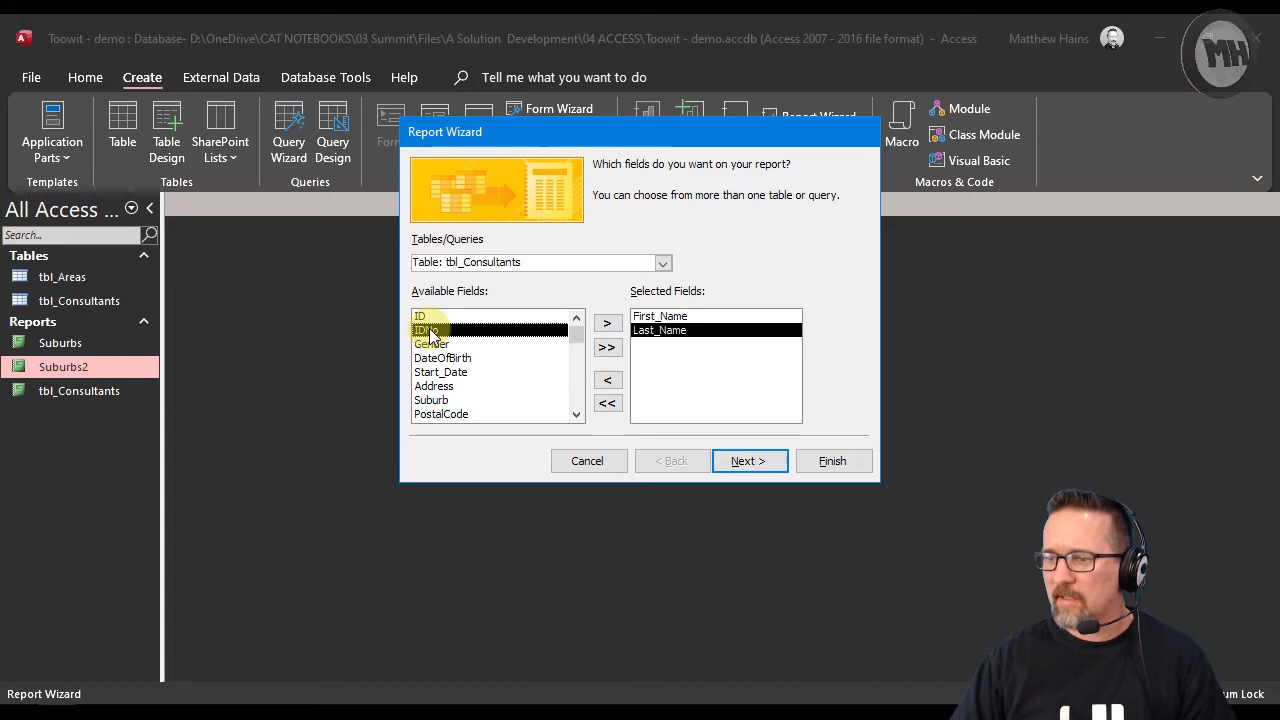 Toowit - demo : Database- D:\OneDrive\CAT NOTEBOOKS\03 Summit\Files\A Solution Development\04 ACCESS\Toowit - demo.accdb (Access 2007 - 2016 file format) - Access
Matthew Hains
MH
File Home Create External Data Database Tools Help Tell me what you want to do
Application Parts
Table
Table Design
SharePoint Lists
Query Wizard
Query Design
Form Wizard
Report Wizard
Macro
Module
Class Module
Visual Basic
Templates
Tables
Queries
Macros & Code
All Access ...
Search...
Tables
tbl_Areas
tbl_Consultants
Reports
Suburbs
Suburbs2
tbl_Consultants
Report Wizard
Which fields do you want on your report?
You can choose from more than one table or query.
Tables/Queries
Table: tbl_Consultants
Available Fields:
ID
IDNo
Gender
DateOfBirth
Start_Date
Address
Suburb
PostalCode
>
>>
<
<<
Selected Fields:
First_Name
Last_Name
Cancel
< Back
Next >
Finish
Report Wizard
Lock